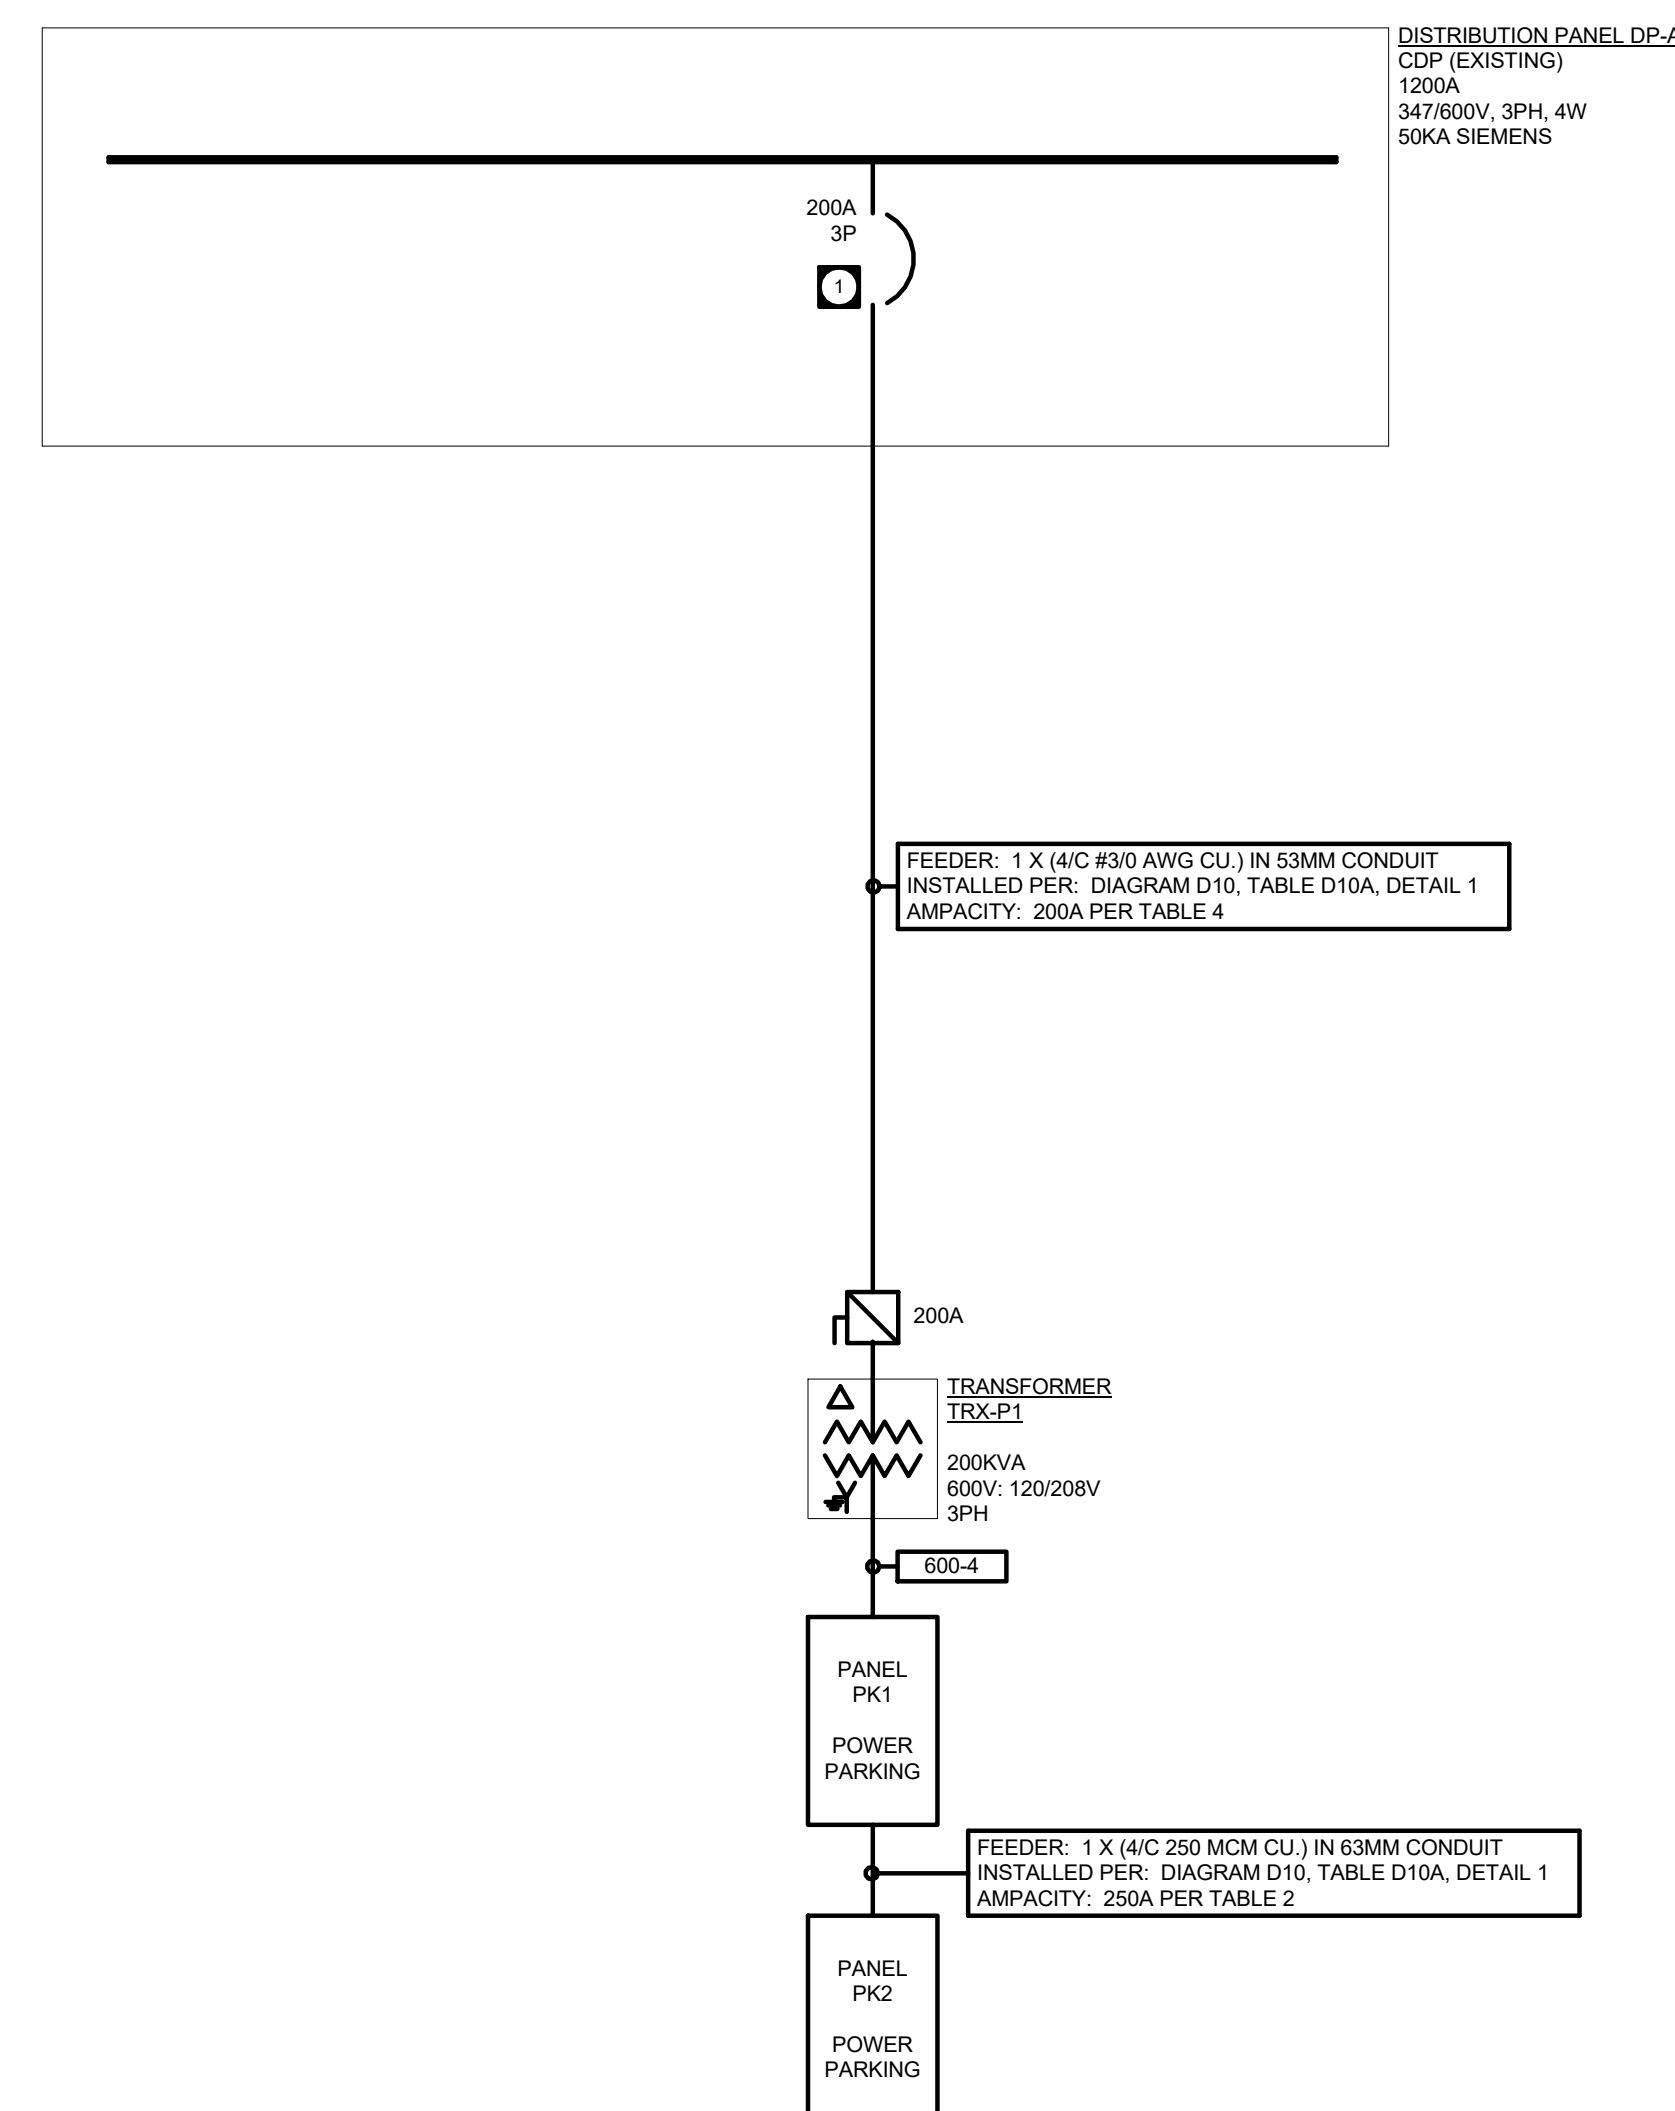 DISTRIBUTION PANEL DP-A
CDP (EXISTING)
1200A
347/600V, 3PH, 4W
50KA SIEMENS
200A
3P
1
FEEDER: 1 X (4/C #3/0 AWG CU.) IN 53MM CONDUIT
INSTALLED PER: DIAGRAM D10, TABLE D10A, DETAIL 1
AMPACITY: 200A PER TABLE 4
200A
TRANSFORMER
TRX-P1
200KVA
600V: 120/208V
3PH
600-4
PANEL
PK1
POWER
PARKING
FEEDER: 1 X (4/C 250 MCM CU.) IN 63MM CONDUIT
INSTALLED PER: DIAGRAM D10, TABLE D10A, DETAIL 1
AMPACITY: 250A PER TABLE 2
PANEL
PK2
POWER
PARKING